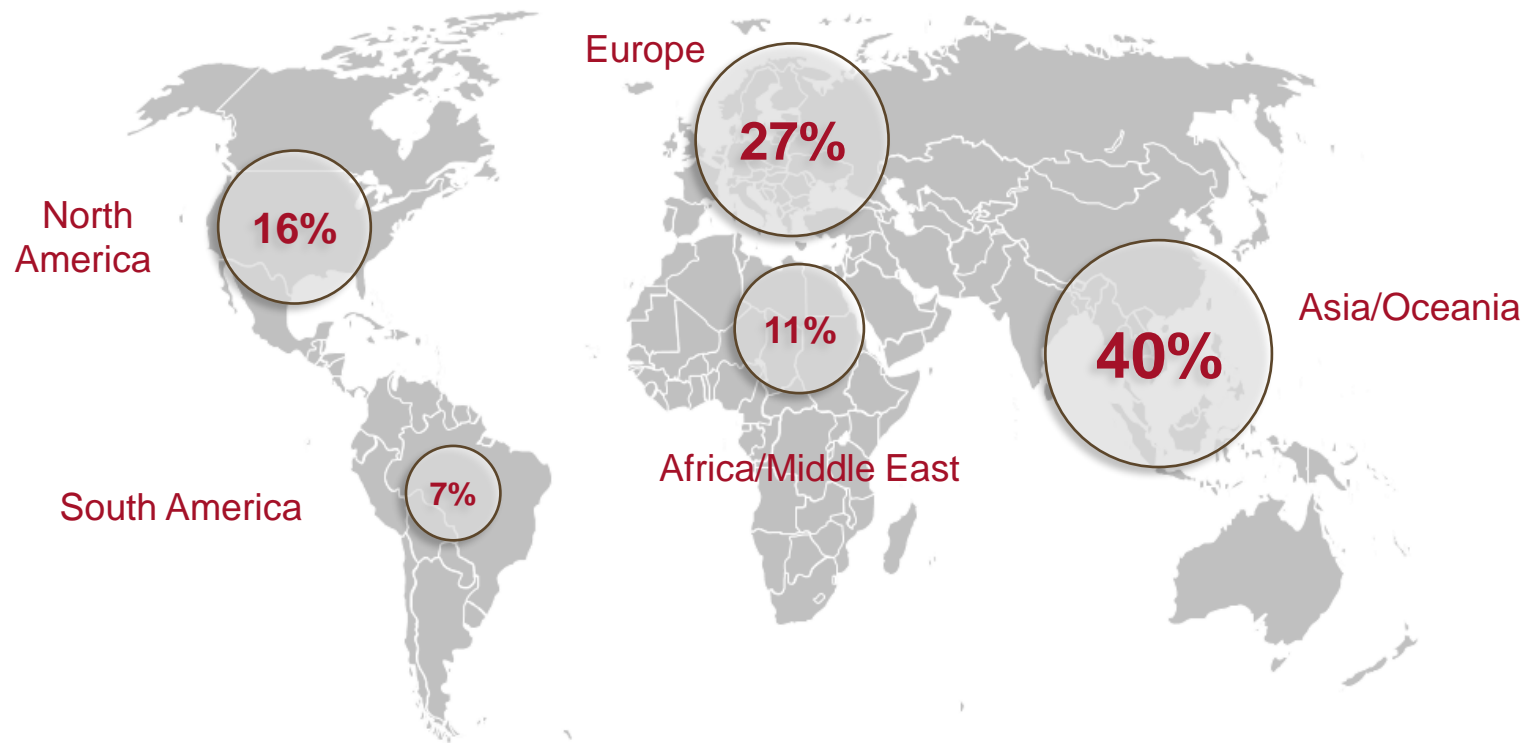 Europe
27%
North
America
16%
Asia/Oceania
40%
11%
Africa/Middle East
South America
7%